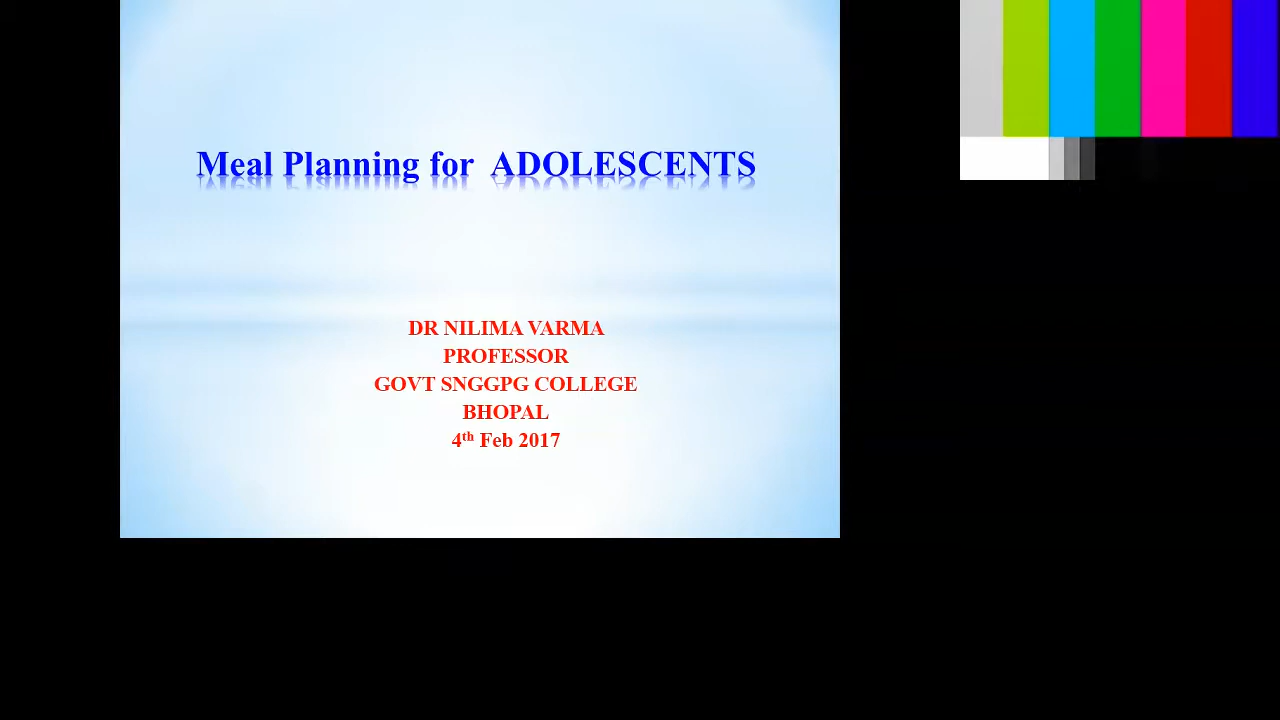 Meal Planning for ADOLESCENTS
DR NILIMA VARMA
PROFESSOR
GOVT SNGGPG COLLEGE
BHOPAL
4th Feb 2017